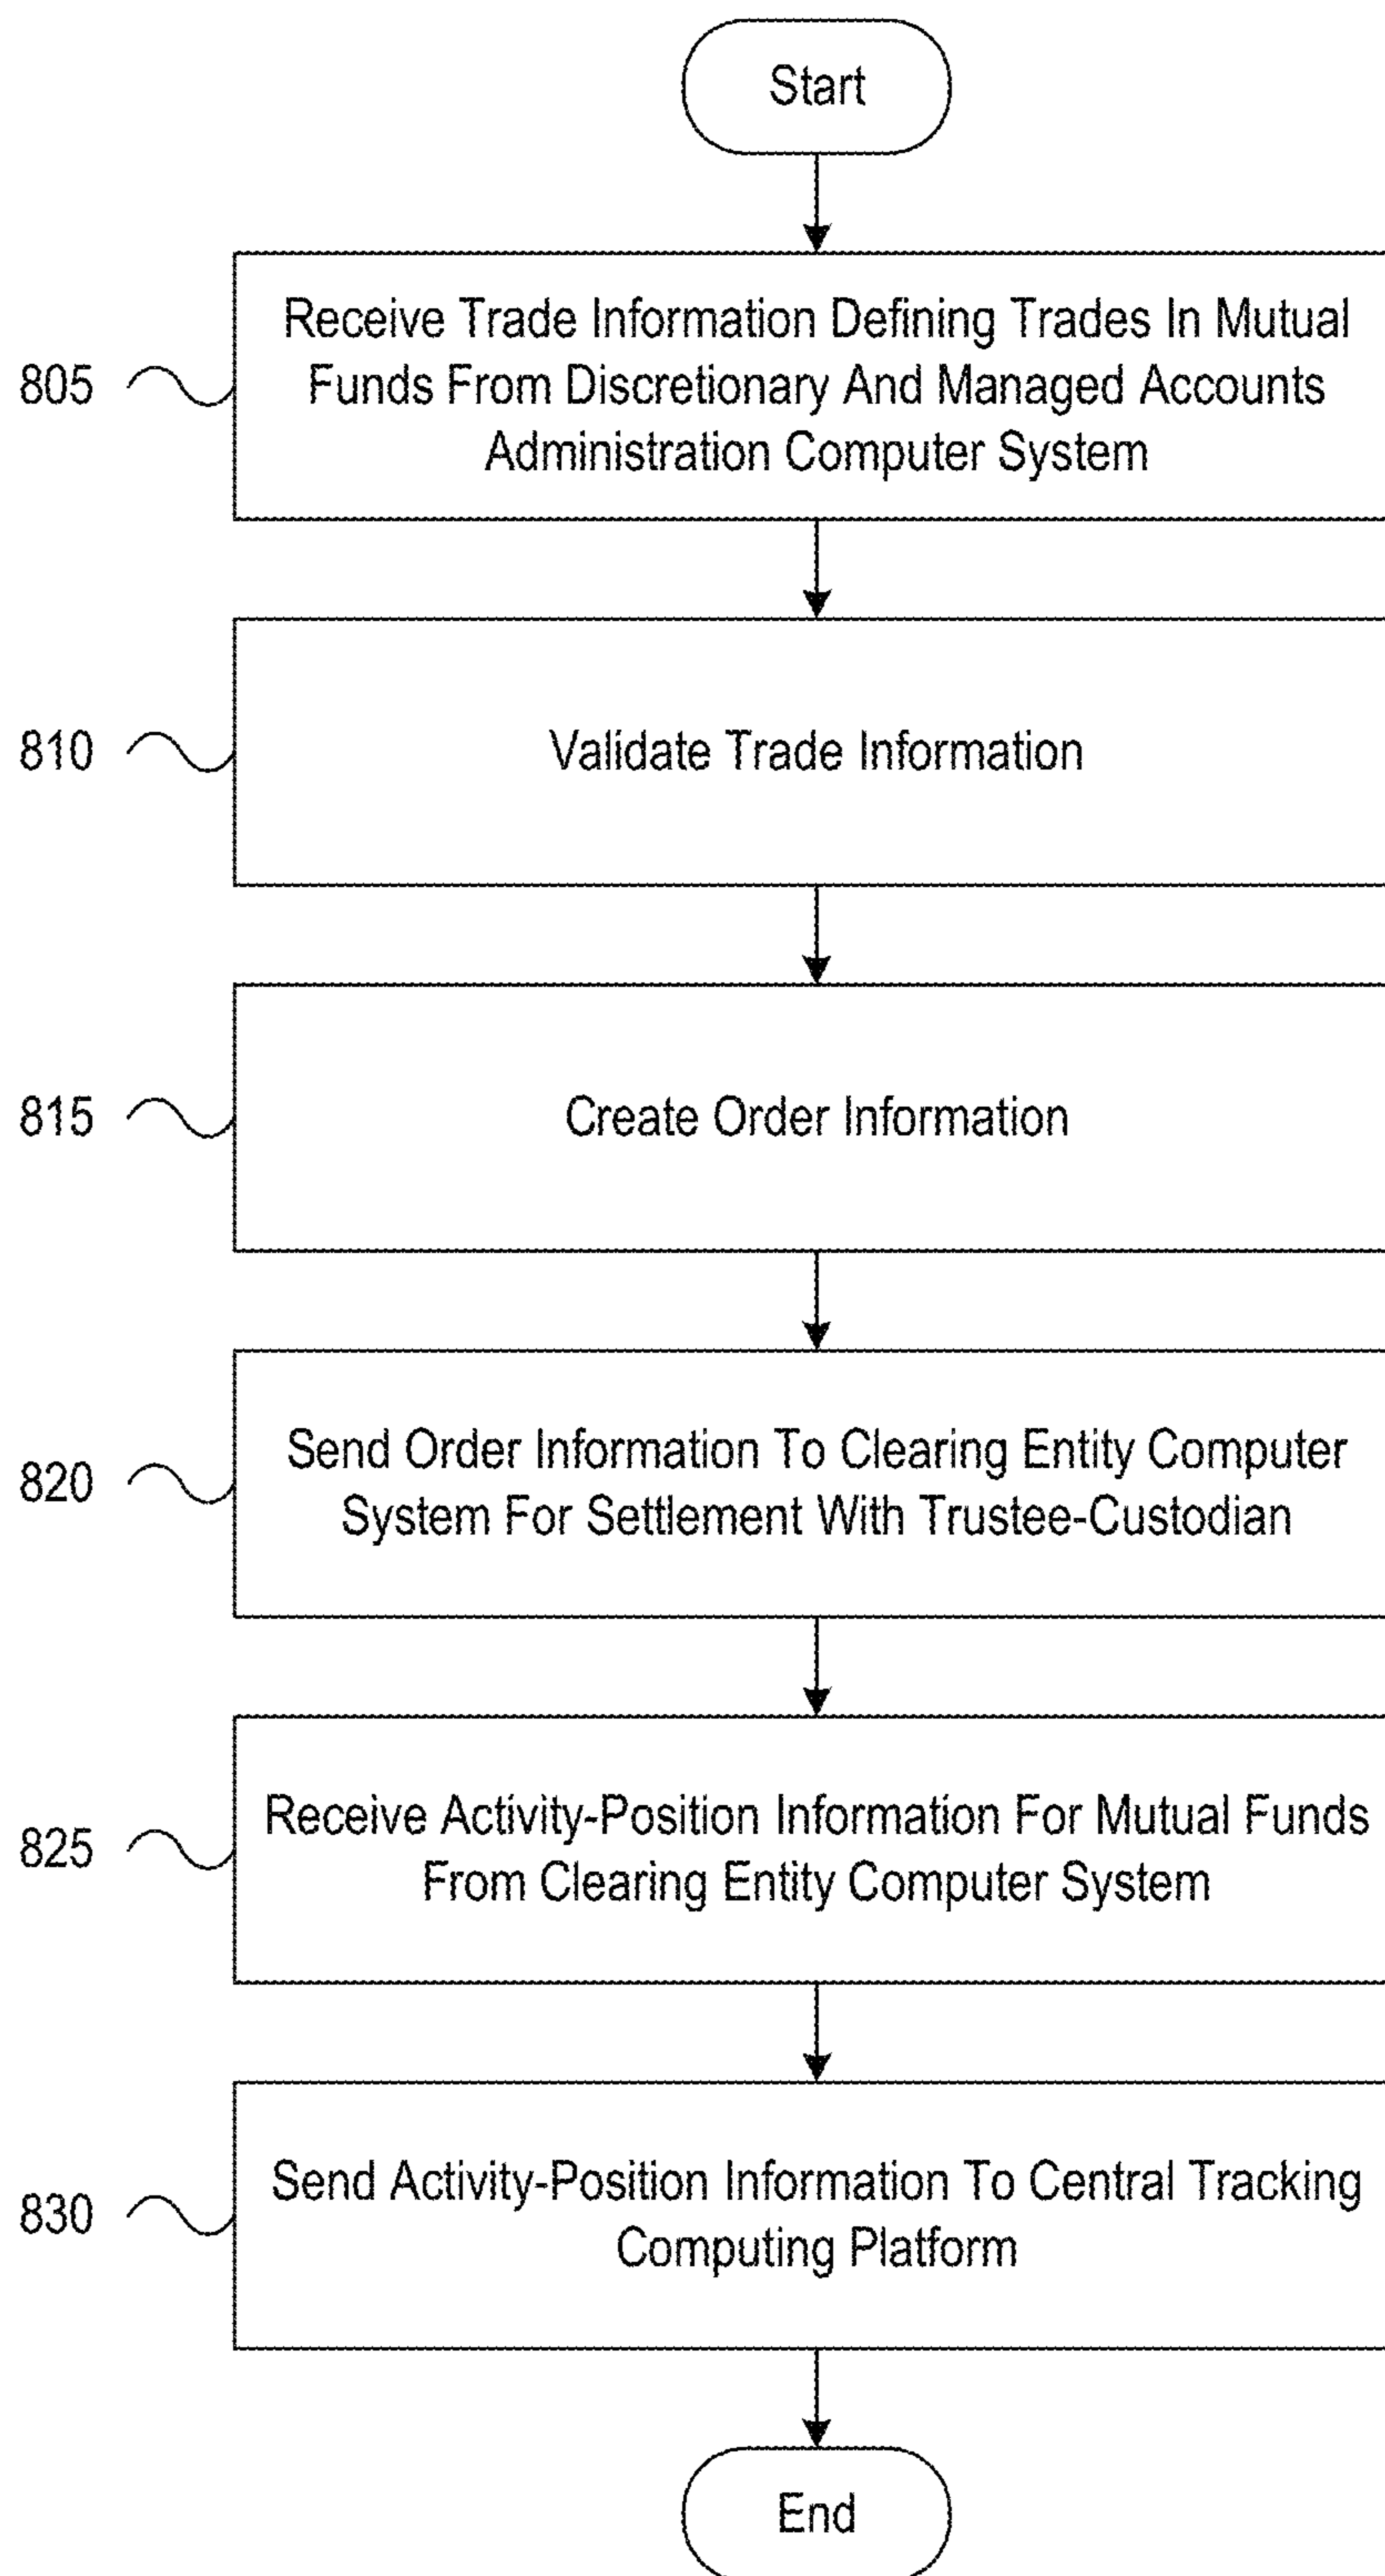 Start
805
Receive Trade Information Defining Trades In Mutual
Funds From Discretionary And Managed Accounts
Administration Computer System
810
Validate Trade Information
815
Create Order Information
820
Send Order Information To Clearing Entity Computer
System For Settlement With Trustee-Custodian
825
Receive Activity-Position Information For Mutual Funds
From Clearing Entity Computer System
830
Send Activity-Position Information To Central Tracking
Computing Platform
End